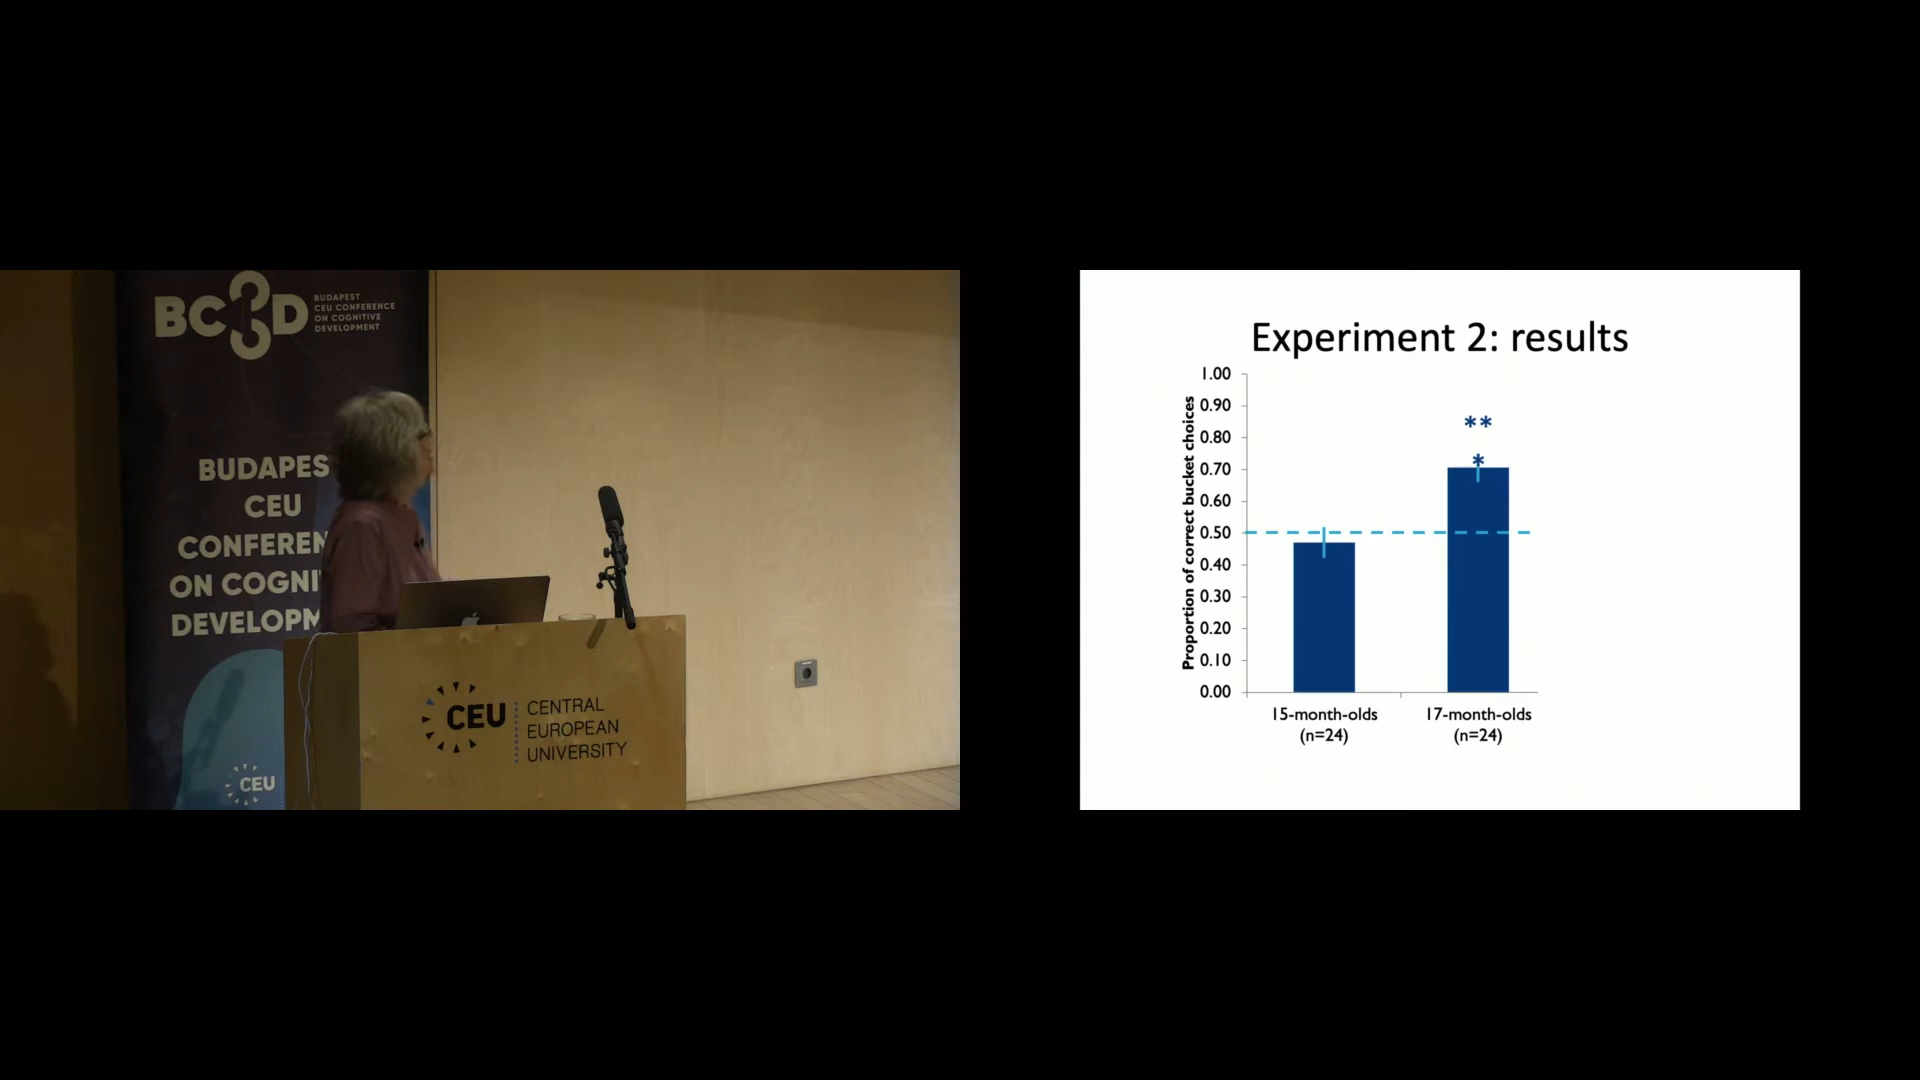 BC3D
BUDAPEST
CEU CONFERENCE
ON COGNITIVE
DEVELOPMENT
BUDAPES
CEU
CONFEREN
ON COGNI
DEVELOPM
CEU
CEU
CENTRAL
EUROPEAN
UNIVERSITY
Experiment 2: results
Proportion of correct bucket choices
1.00
0.90
0.80
0.70
0.60
0.50
0.40
0.30
0.20
0.10
0.00
**
*
15-month-olds
(n=24)
17-month-olds
(n=24)